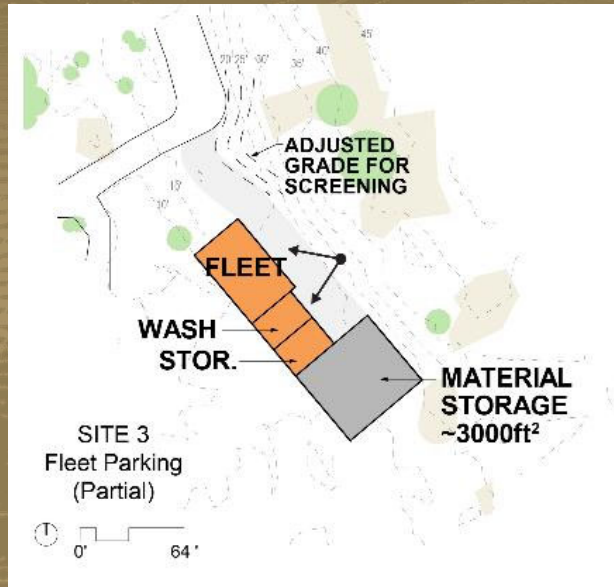 45'
40'
20' 25' 30' 35'
ADJUSTED
GRADE FOR
SCREENING
15'
10'
FLEET
WASH
STOR.
MATERIAL
STORAGE
~3000ft²
SITE 3
Fleet Parking
(Partial)
0' 64'